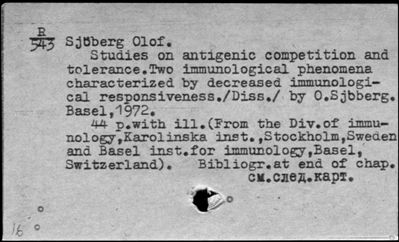 R
543
Sjöberg Olof.
Studies on antigenic competition and
tolerance.Two immunological phenomena
characterized by decreased immunologi-
cal responsiveness./Diss./ by O.Sjöberg.
Basel,1972.
44 p.with ill.(From the Div.of immu-
nology,Karolinska inst.,Stockholm,Sweden
and Basel inst.for immunology,Basel,
Switzerland). Bibliogr.at end of chap.
см.след.карт.
16